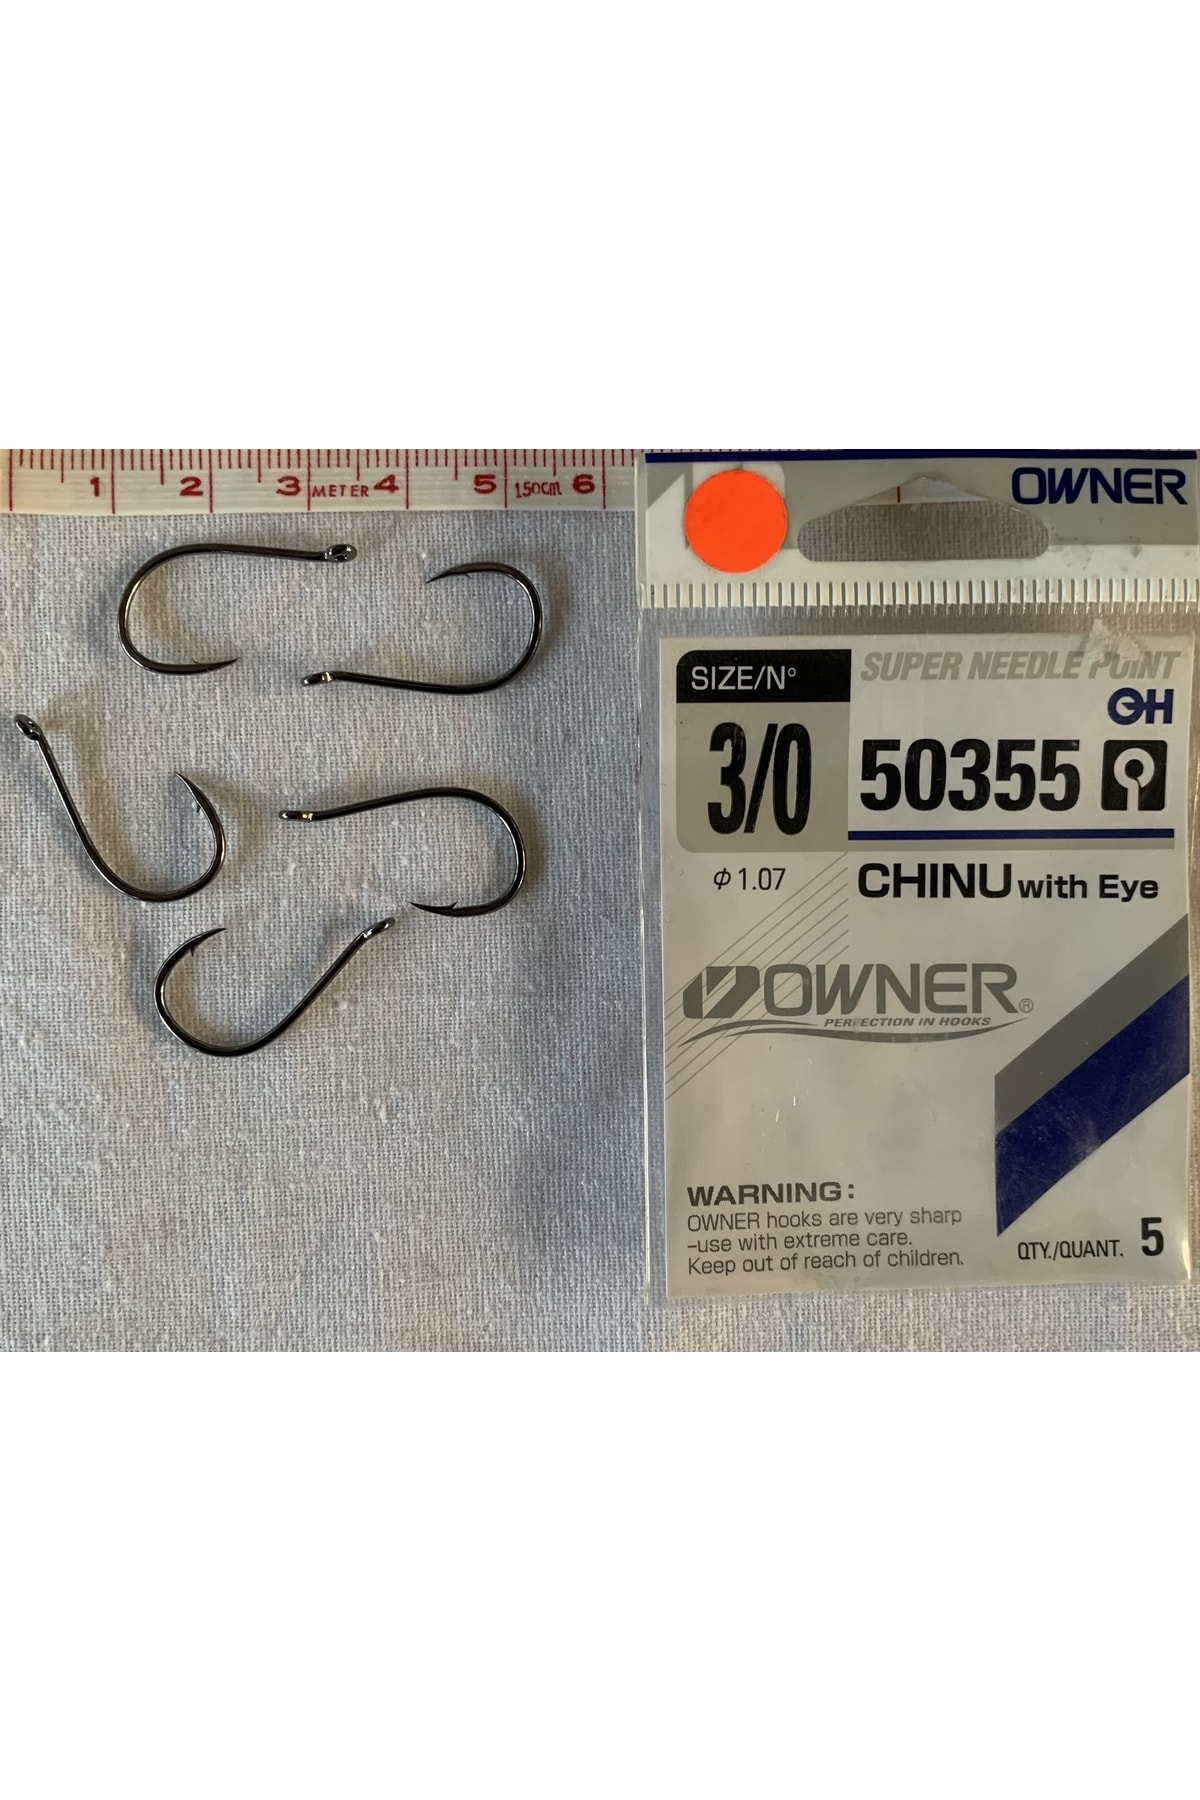 1 2 3 METER 4 5 150cm 6
OWNER
SIZE/Nº
SUPER NEEDLE POINT
3/0
50355
φ 1.07
CHINU with Eye
OWNER®
PERFECTION IN HOOKS
WARNING:
OWNER hooks are very sharp
-use with extreme care.
Keep out of reach of children.
QTY./QUANT. 5